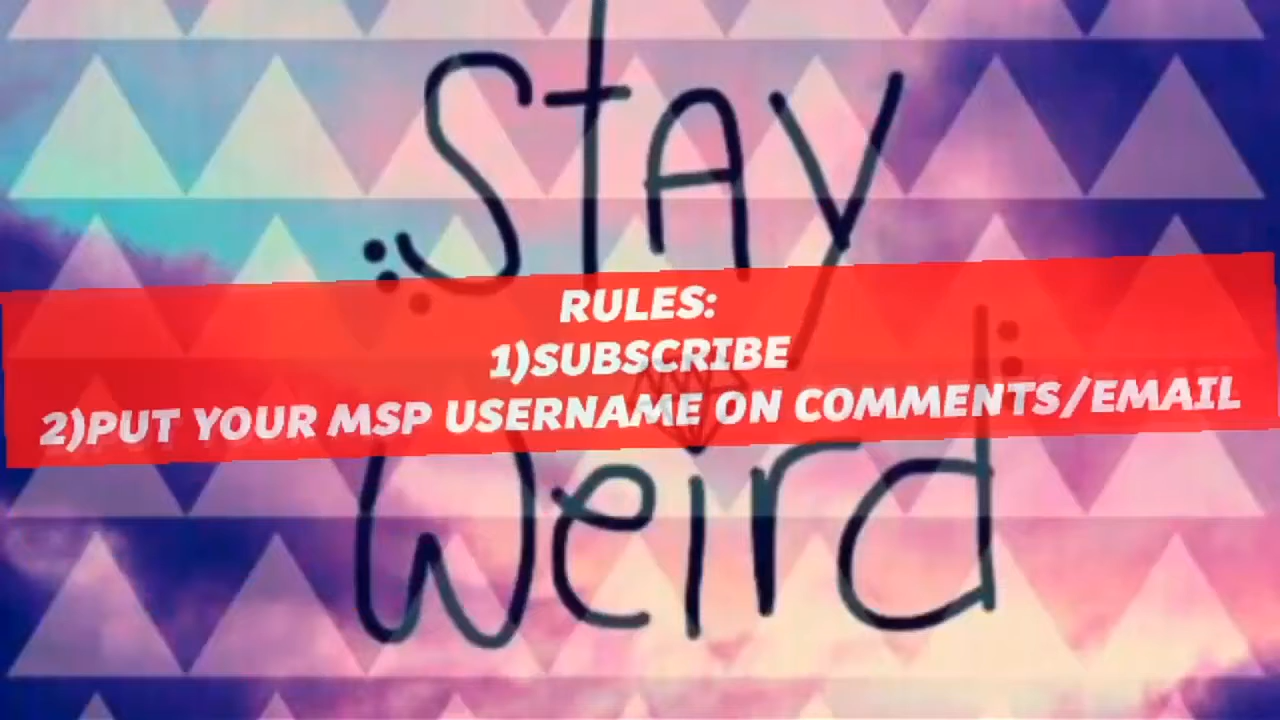 Stay
RULES:
1)SUBSCRIBE
2)PUT YOUR MSP USERNAME ON COMMENTS/EMAIL
Weird